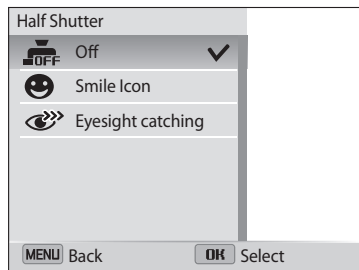 Half Shutter
OFF Off
Smile Icon
Eyesight catching
MENU Back OK Select